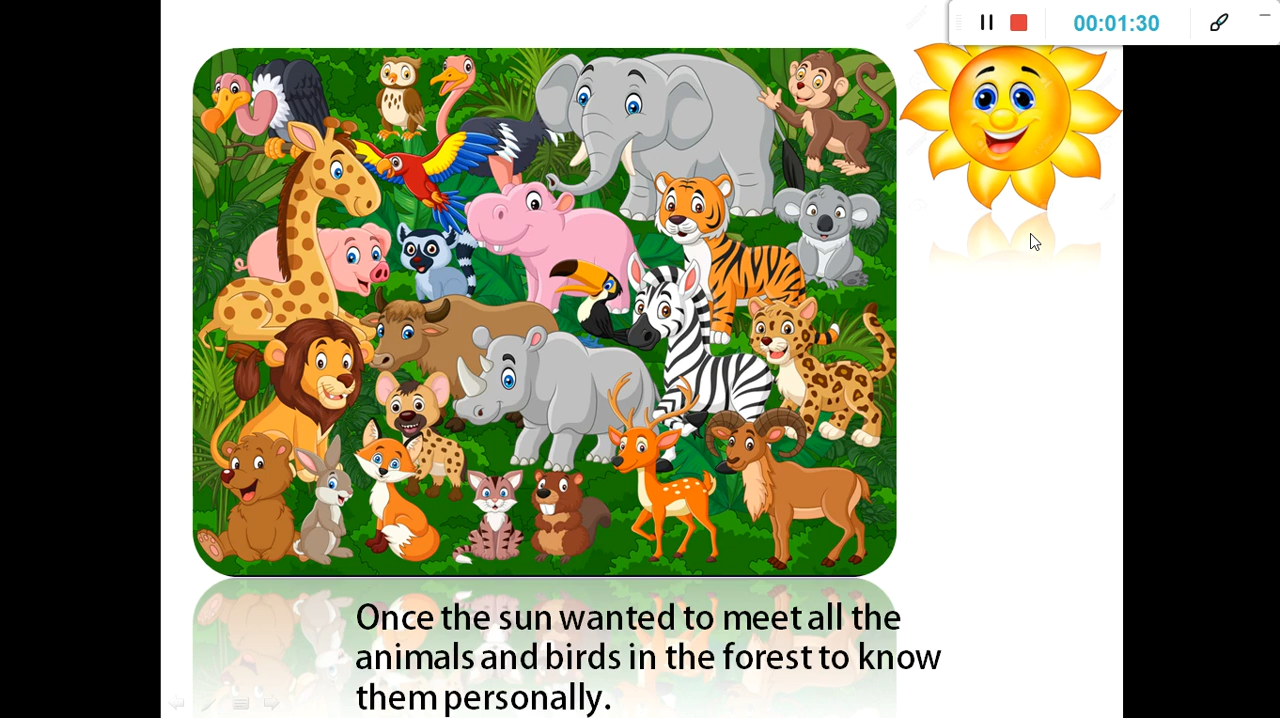 00:01:30
Once the sun wanted to meet all the
animals and birds in the forest to know
them personally.